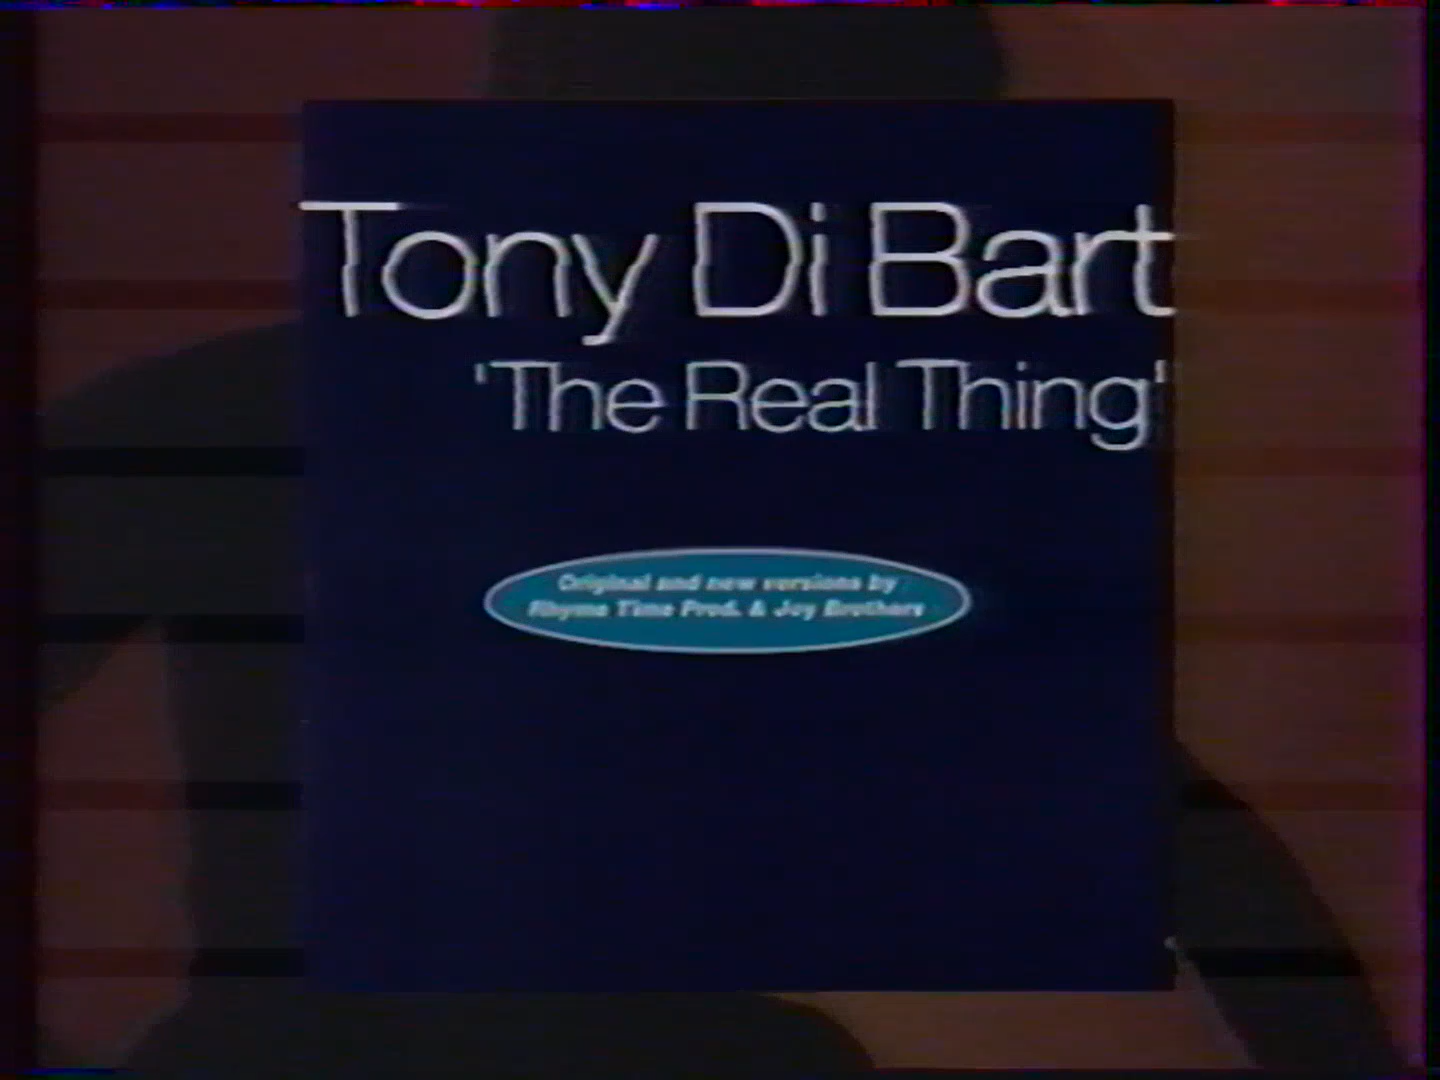 Tony Di Bart
'The Real Thing'
Original and new versions by
Rhyme Time Prod. & Joy Brothers